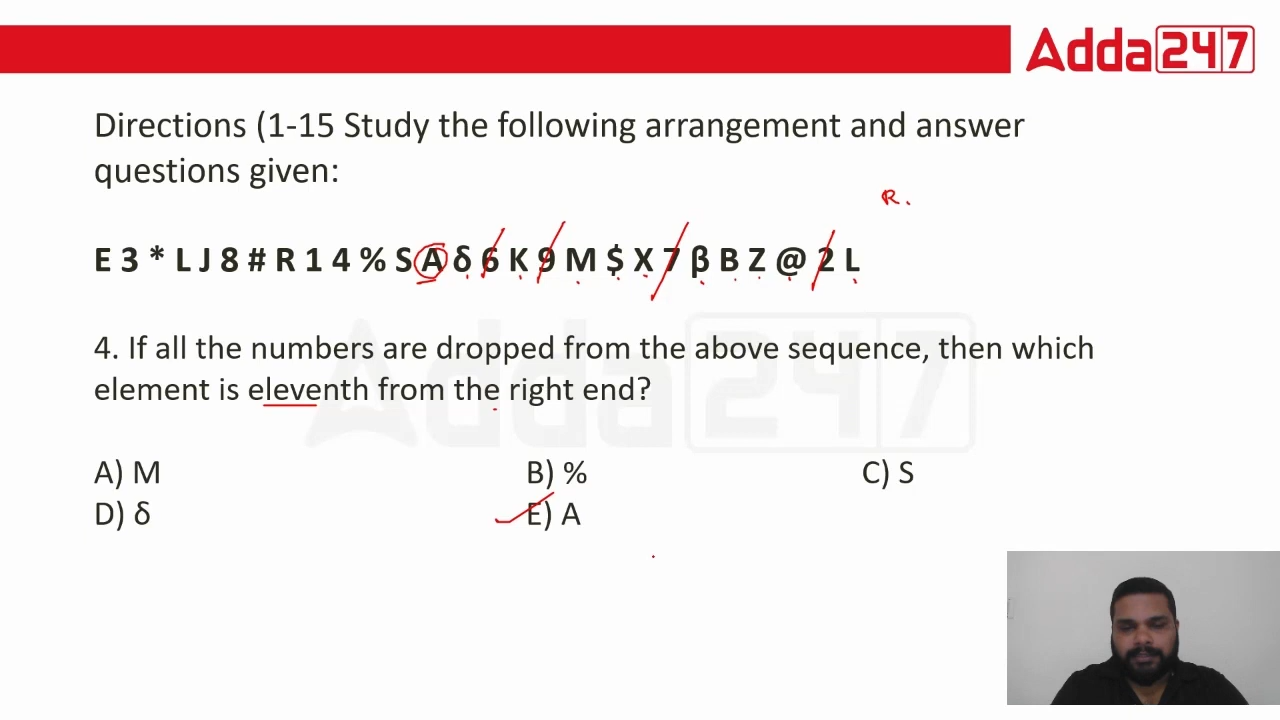 Adda247
Directions (1-15 Study the following arrangement and answer
questions given:
R.
E 3 * L J 8 # R 1 4 % S A δ 6 K 9 M $ X 7 β B Z @ 2 L
4. If all the numbers are dropped from the above sequence, then which
element is eleventh from the right end?
Adda247
A) M B) % C) S
D) δ E) A